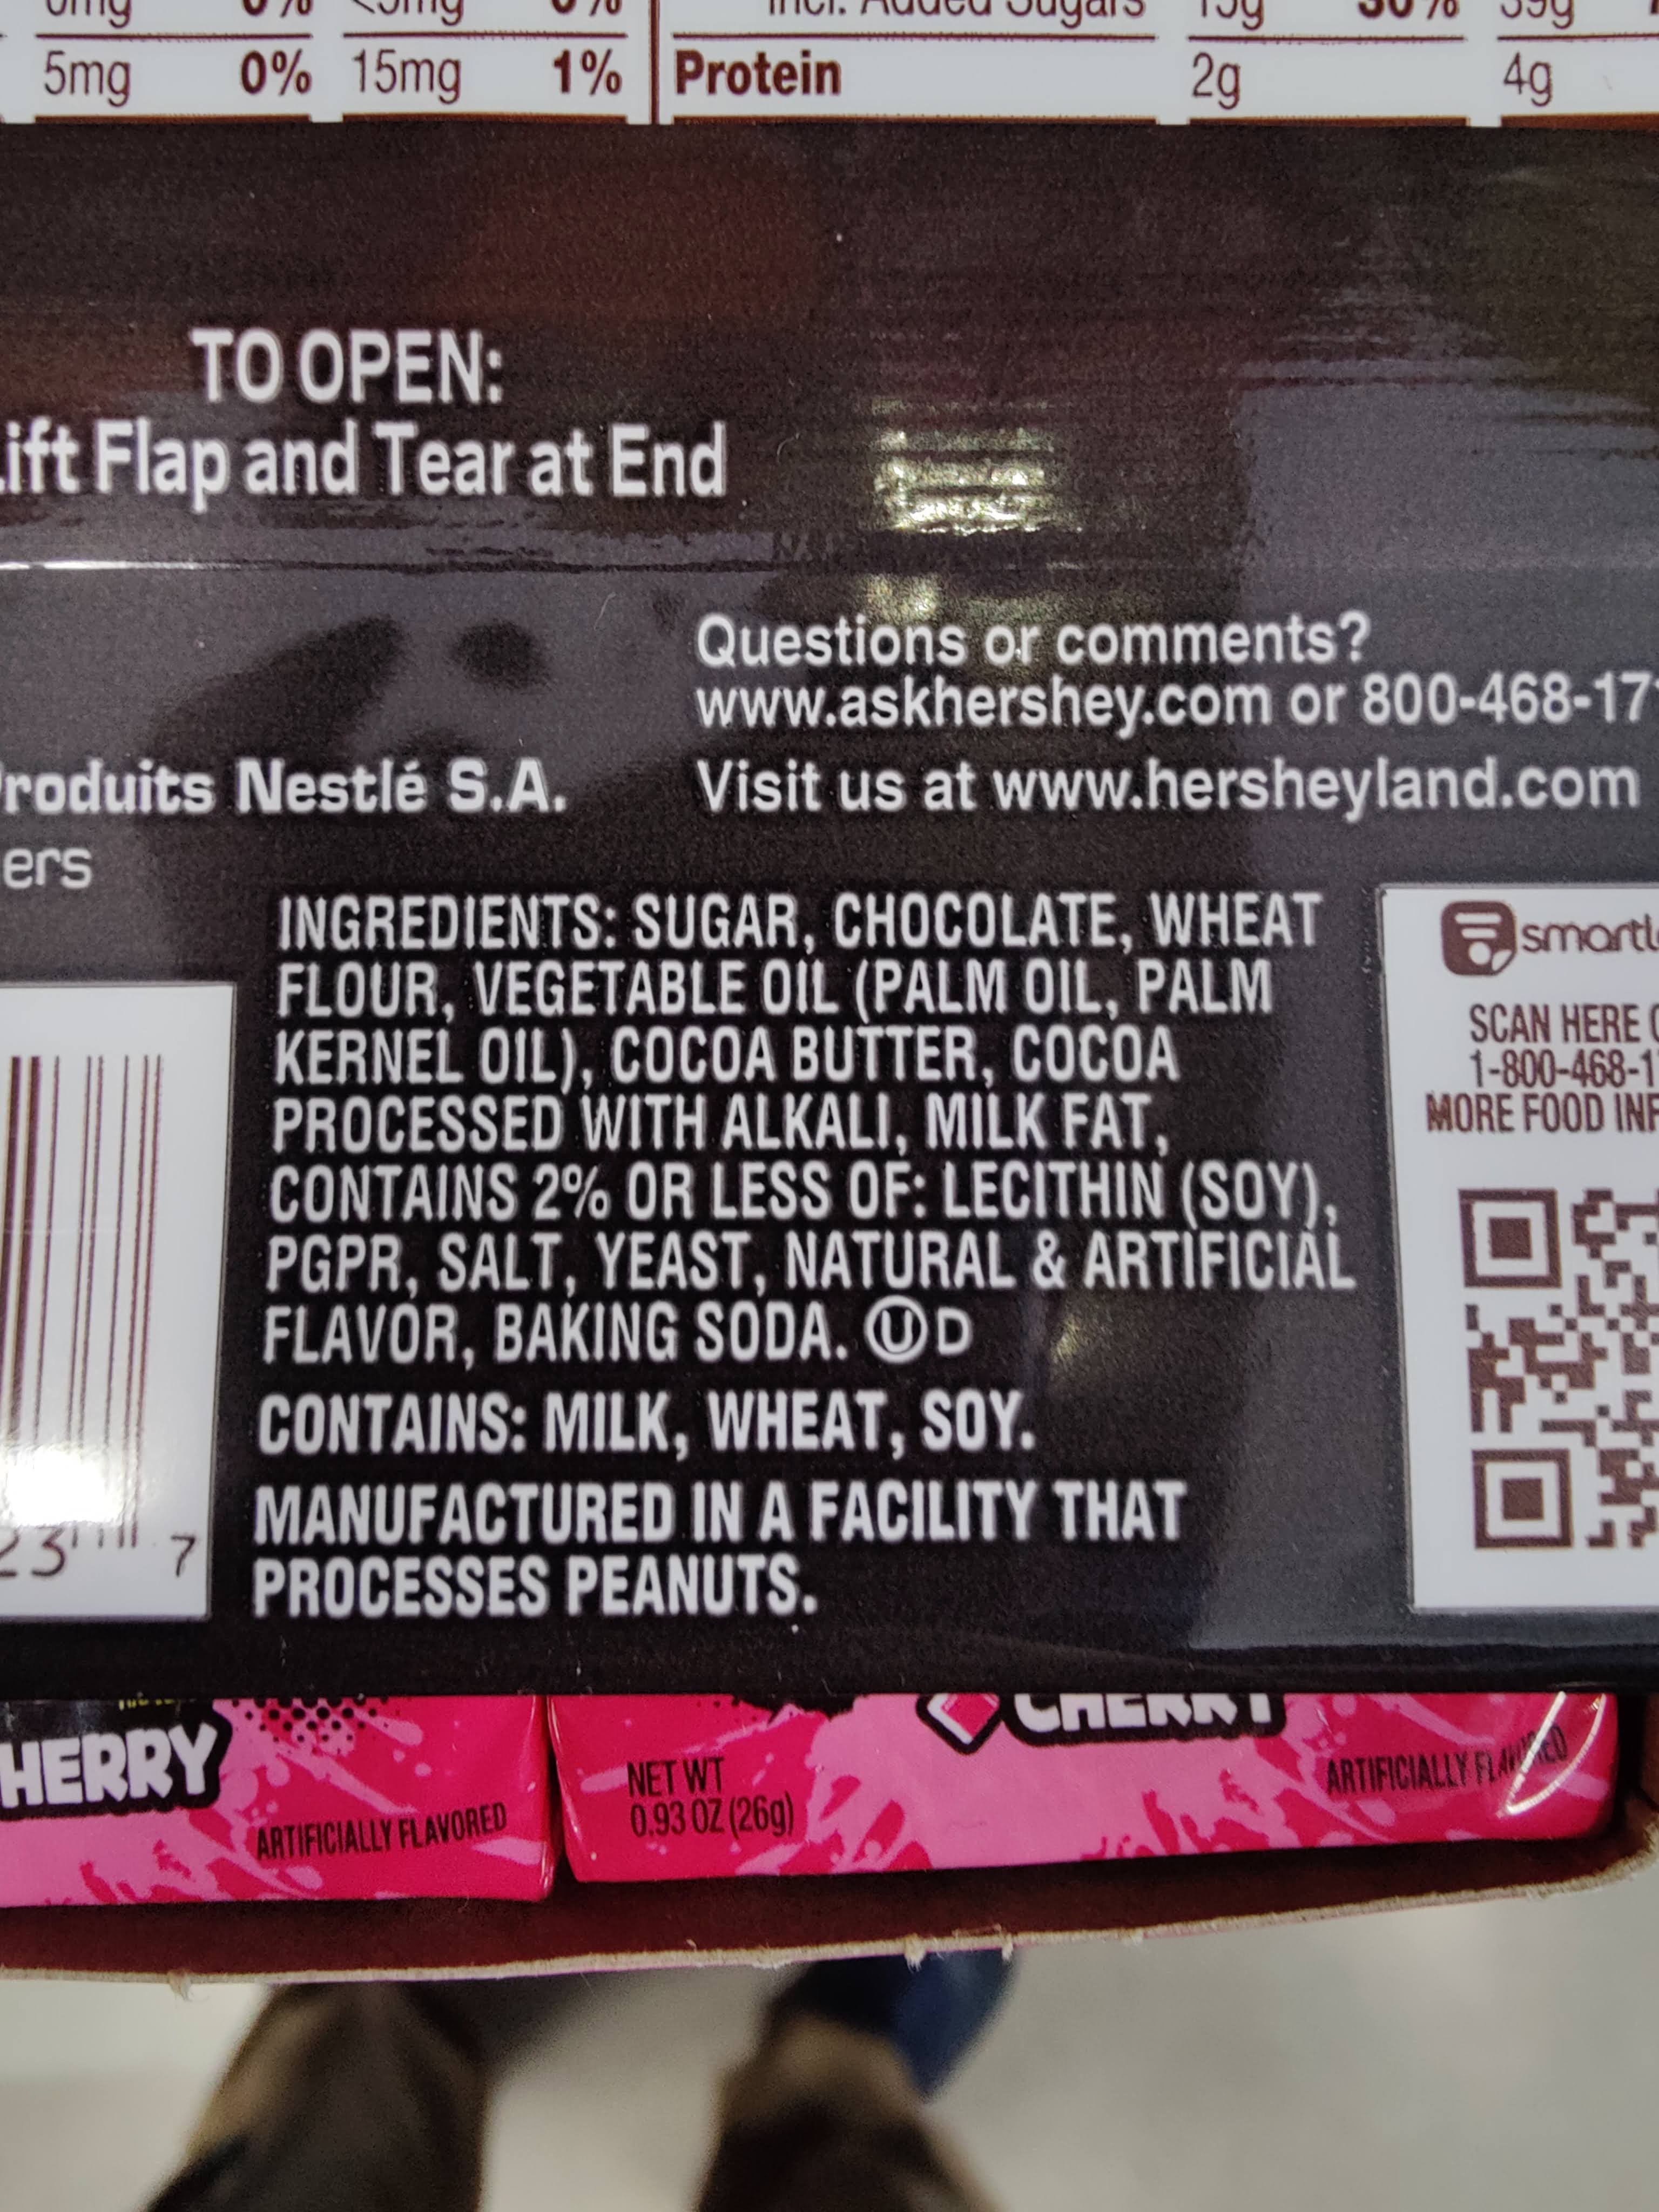 5mg 0% 15mg 1% Protein 2g 4g
TO OPEN:
Lift Flap and Tear at End
Questions or comments?
www.askhershey.com or 800-468-17
Produits Nestlé S.A.
Visit us at www.hersheyland.com
ers
INGREDIENTS: SUGAR, CHOCOLATE, WHEAT
FLOUR, VEGETABLE OIL (PALM OIL, PALM
KERNEL OIL), COCOA BUTTER, COCOA
PROCESSED WITH ALKALI, MILK FAT,
CONTAINS 2% OR LESS OF: LECITHIN (SOY),
PGPR, SALT, YEAST, NATURAL & ARTIFICIAL
FLAVOR, BAKING SODA. Ⓤ D
CONTAINS: MILK, WHEAT, SOY.
MANUFACTURED IN A FACILITY THAT
PROCESSES PEANUTS.
23 7
smartl
SCAN HERE O
1-800-468-1
MORE FOOD INF
HERRY
ARTIFICIALLY FLAVORED
NET WT
0.93 OZ (26g)
CHERRY
ARTIFICIALLY FLAVORED